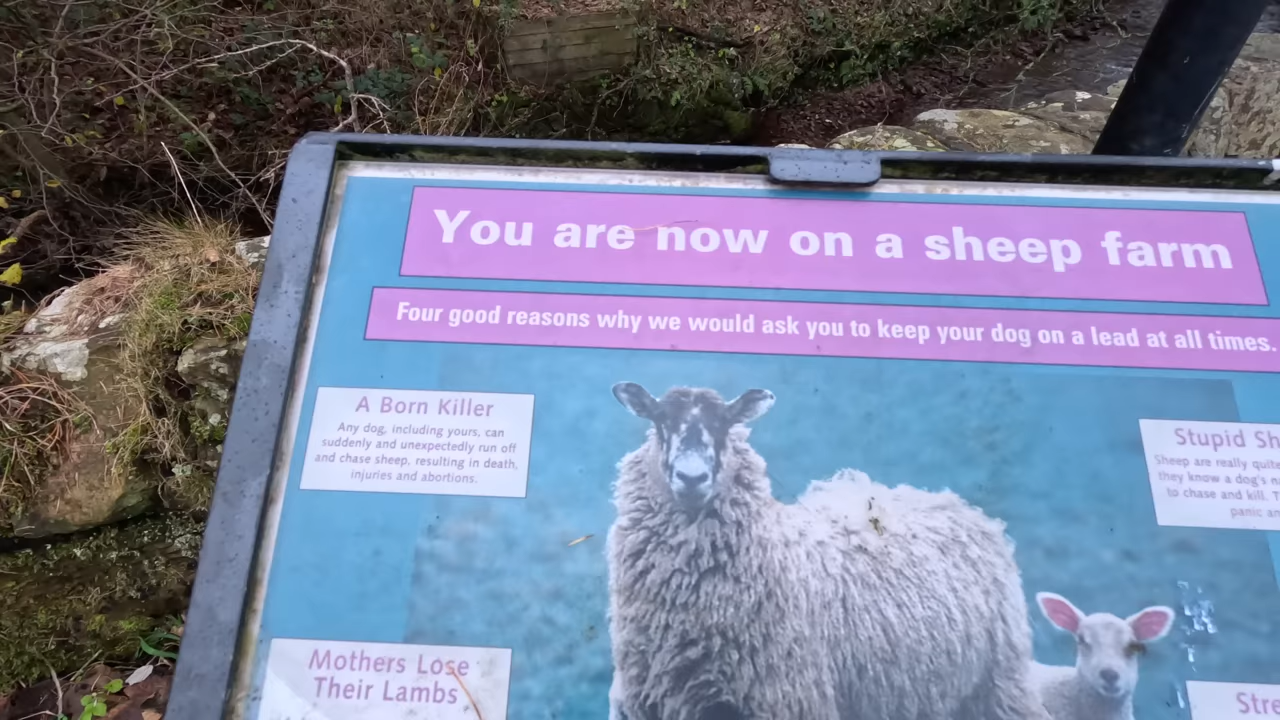 You are now on a sheep farm
Four good reasons why we would ask you to keep your dog on a lead at all times.
A Born Killer
Any dog, including yours, can
suddenly and unexpectedly run off
and chase sheep, resulting in death,
injuries and abortions.
Stupid
Sheep are really quite
they know a dog's
to chase and kill.
panic
Mothers Lose
Their Lambs